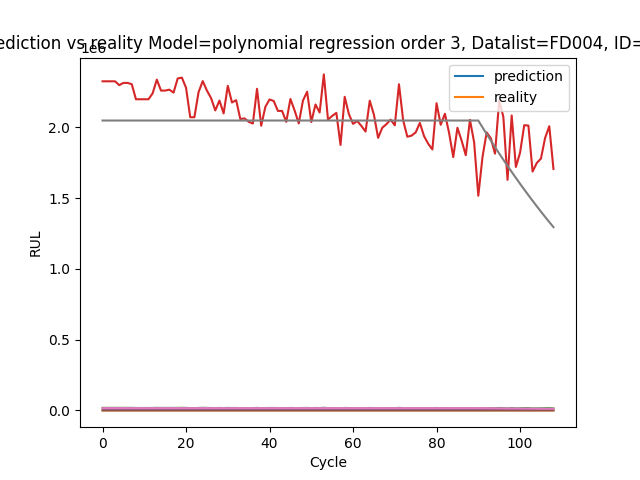 ediction vs reality Model=polynomial regression order 3, Datalist=FD004, ID=
1e6
prediction
reality
2.0
1.5
1.0
0.5
0.0
RUL
0 20 40 60 80 100
Cycle